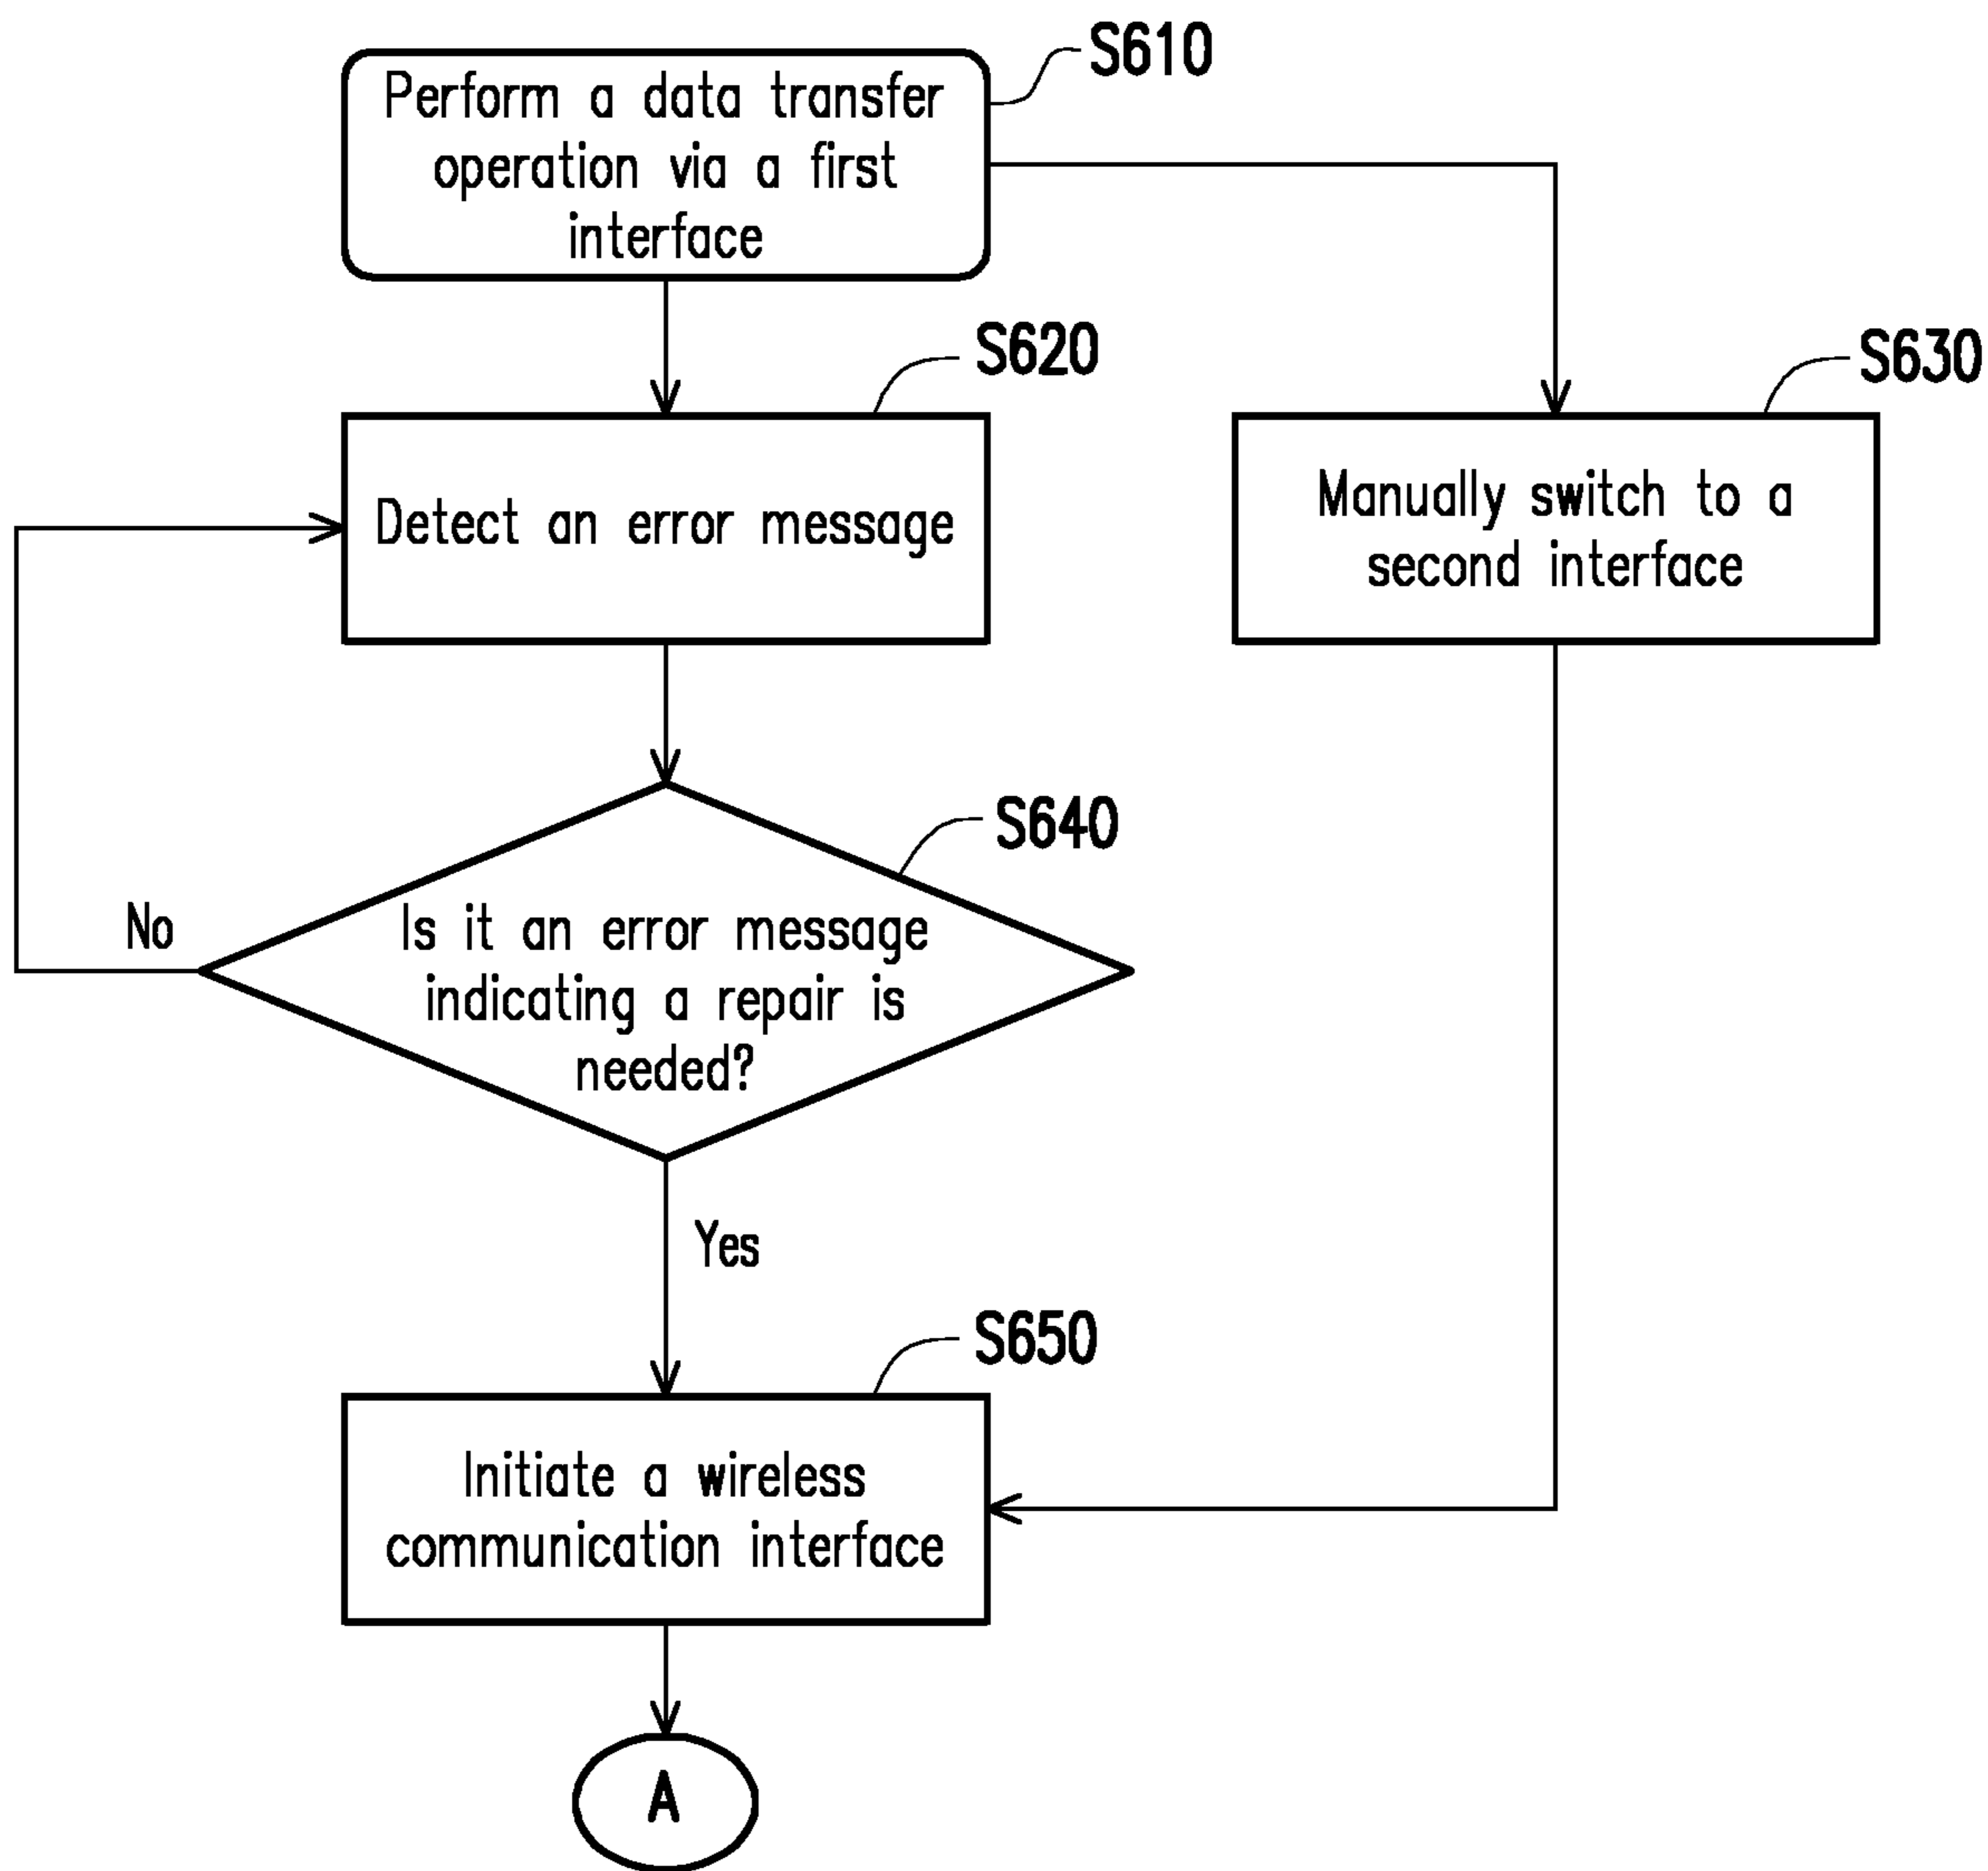 S610
Perform a data transfer
operation via a first
interface
S620
Detect an error message
S630
Manually switch to a
second interface
S640
Is it an error message
indicating a repair is
needed?
No
Yes
S650
Initiate a wireless
communication interface
A